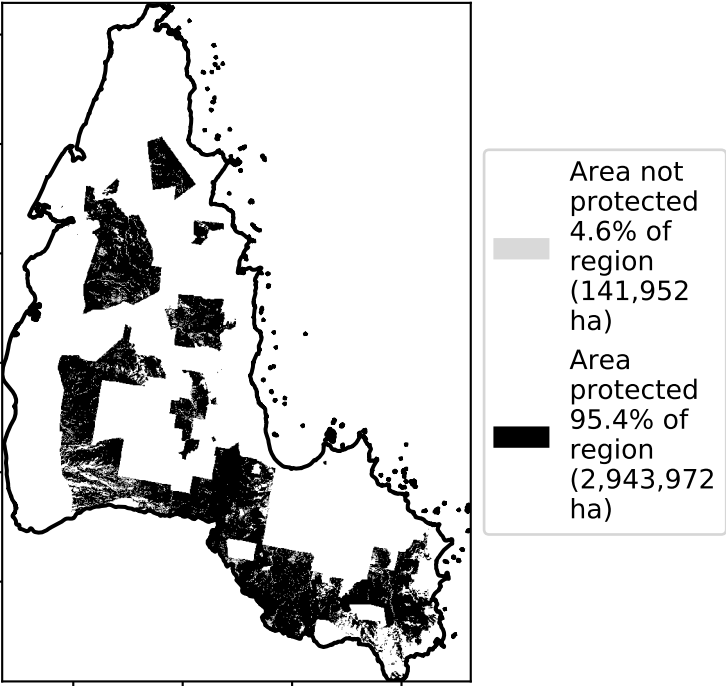 Area not
protected
4.6% of
region
(141,952
ha)
Area
protected
95.4% of
region
(2,943,972
ha)